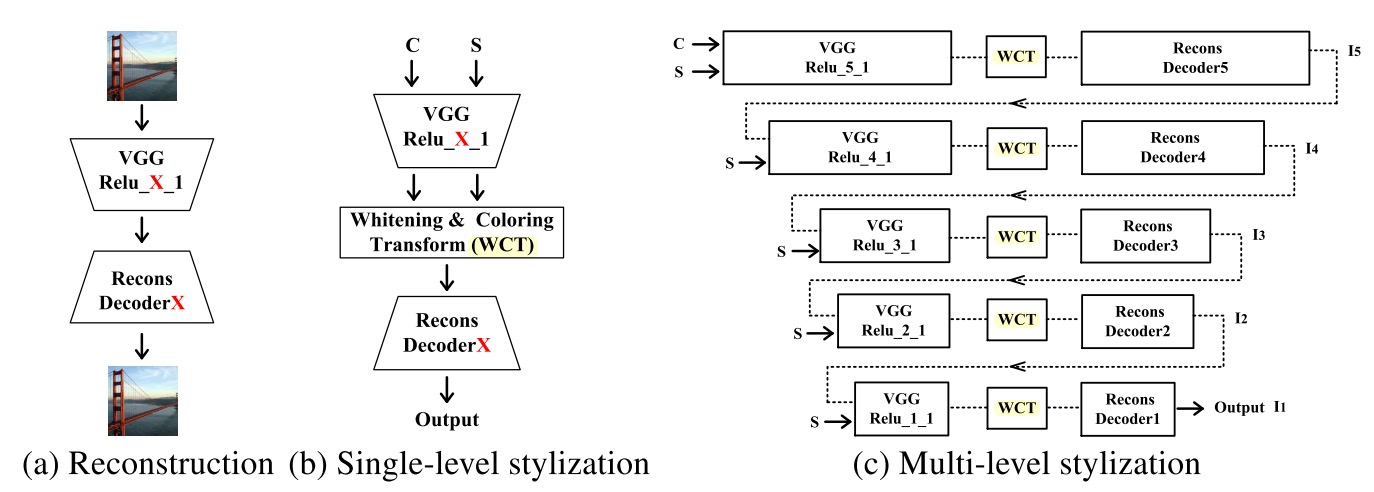 VGG
Relu_X_1
Recons
DecoderX
(a) Reconstruction
C S
VGG
Relu_X_1
Whitening & Coloring
Transform (WCT)
Recons
DecoderX
Output
(b) Single-level stylization
C
S
VGG
Relu_5_1
WCT
Recons
Decoder5
I5
S
VGG
Relu_4_1
WCT
Recons
Decoder4
I4
S
VGG
Relu_3_1
WCT
Recons
Decoder3
I3
S
VGG
Relu_2_1
WCT
Recons
Decoder2
I2
S
VGG
Relu_1_1
WCT
Recons
Decoder1
Output I1
(c) Multi-level stylization